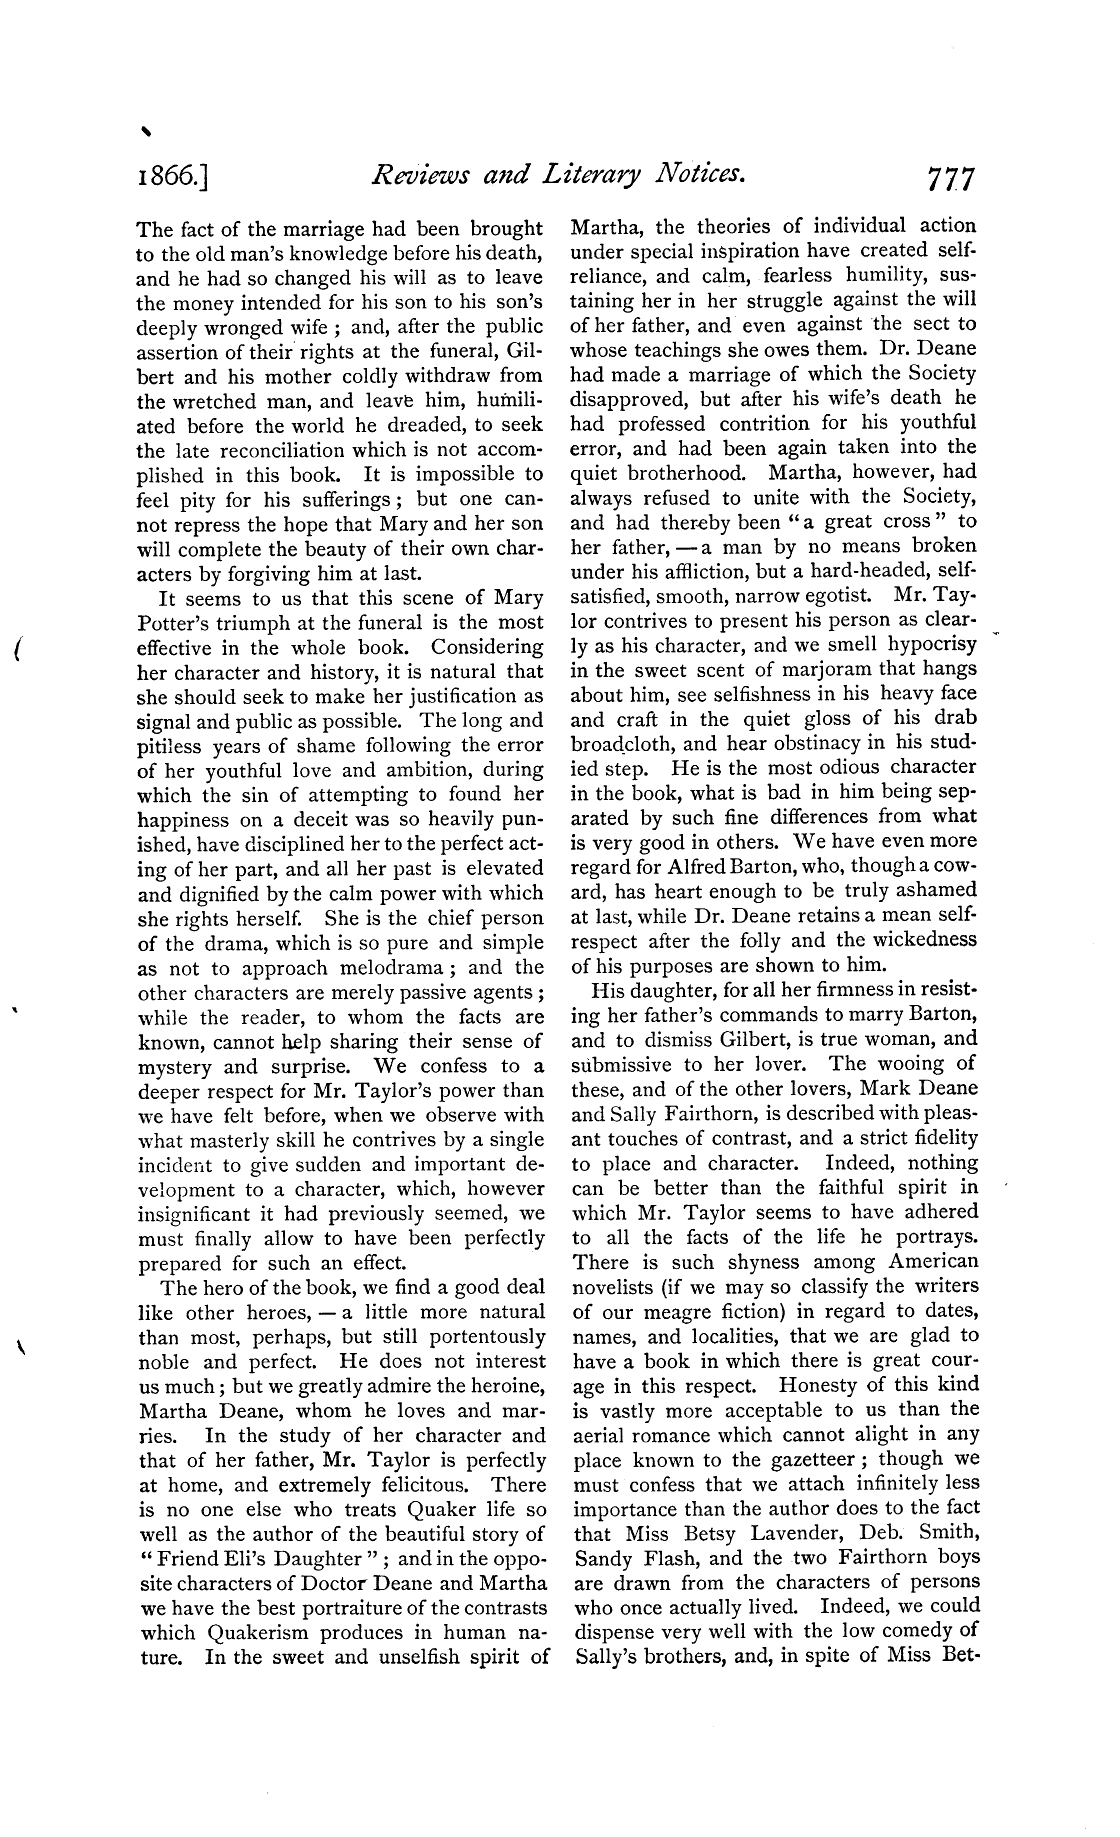 1866.] Reviews and Literary Notices. 777
The fact of the marriage had been brought
to the old man's knowledge before his death,
and he had so changed his will as to leave
the money intended for his son to his son's
deeply wronged wife ; and, after the public
assertion of their rights at the funeral, Gil-
bert and his mother coldly withdraw from
the wretched man, and leave him, humili-
ated before the world he dreaded, to seek
the late reconciliation which is not accom-
plished in this book. It is impossible to
feel pity for his sufferings ; but one can-
not repress the hope that Mary and her son
will complete the beauty of their own char-
acters by forgiving him at last.
It seems to us that this scene of Mary
Potter's triumph at the funeral is the most
effective in the whole book. Considering
her character and history, it is natural that
she should seek to make her justification as
signal and public as possible. The long and
pitiless years of shame following the error
of her youthful love and ambition, during
which the sin of attempting to found her
happiness on a deceit was so heavily pun-
ished, have disciplined her to the perfect act-
ing of her part, and all her past is elevated
and dignified by the calm power with which
she rights herself. She is the chief person
of the drama, which is so pure and simple
as not to approach melodrama ; and the
other characters are merely passive agents ;
while the reader, to whom the facts are
known, cannot help sharing their sense of
mystery and surprise. We confess to a
deeper respect for Mr. Taylor's power than
we have felt before, when we observe with
what masterly skill he contrives by a single
incident to give sudden and important de-
velopment to a character, which, however
insignificant it had previously seemed, we
must finally allow to have been perfectly
prepared for such an effect.
The hero of the book, we find a good deal
like other heroes, — a little more natural
than most, perhaps, but still portentously
noble and perfect. He does not interest
us much ; but we greatly admire the heroine,
Martha Deane, whom he loves and mar-
ries. In the study of her character and
that of her father, Mr. Taylor is perfectly
at home, and extremely felicitous. There
is no one else who treats Quaker life so
well as the author of the beautiful story of
" Friend Eli's Daughter " ; and in the oppo-
site characters of Doctor Deane and Martha
we have the best portraiture of the contrasts
which Quakerism produces in human na-
ture. In the sweet and unselfish spirit of
Martha, the theories of individual action
under special inspiration have created self-
reliance, and calm, fearless humility, sus-
taining her in her struggle against the will
of her father, and even against the sect to
whose teachings she owes them. Dr. Deane
had made a marriage of which the Society
disapproved, but after his wife's death he
had professed contrition for his youthful
error, and had been again taken into the
quiet brotherhood. Martha, however, had
always refused to unite with the Society,
and had thereby been " a great cross " to
her father, — a man by no means broken
under his affliction, but a hard-headed, self-
satisfied, smooth, narrow egotist. Mr. Tay-
lor contrives to present his person as clear-
ly as his character, and we smell hypocrisy
in the sweet scent of marjoram that hangs
about him, see selfishness in his heavy face
and craft in the quiet gloss of his drab
broadcloth, and hear obstinacy in his stud-
ied step. He is the most odious character
in the book, what is bad in him being sep-
arated by such fine differences from what
is very good in others. We have even more
regard for Alfred Barton, who, though a cow-
ard, has heart enough to be truly ashamed
at last, while Dr. Deane retains a mean self-
respect after the folly and the wickedness
of his purposes are shown to him.
His daughter, for all her firmness in resist-
ing her father's commands to marry Barton,
and to dismiss Gilbert, is true woman, and
submissive to her lover. The wooing of
these, and of the other lovers, Mark Deane
and Sally Fairthorn, is described with pleas-
ant touches of contrast, and a strict fidelity
to place and character. Indeed, nothing
can be better than the faithful spirit in
which Mr. Taylor seems to have adhered
to all the facts of the life he portrays.
There is such shyness among American
novelists (if we may so classify the writers
of our meagre fiction) in regard to dates,
names, and localities, that we are glad to
have a book in which there is great cour-
age in this respect. Honesty of this kind
is vastly more acceptable to us than the
aerial romance which cannot alight in any
place known to the gazetteer ; though we
must confess that we attach infinitely less
importance than the author does to the fact
that Miss Betsy Lavender, Deb. Smith,
Sandy Flash, and the two Fairthorn boys
are drawn from the characters of persons
who once actually lived. Indeed, we could
dispense very well with the low comedy of
Sally's brothers, and, in spite of Miss Bet-